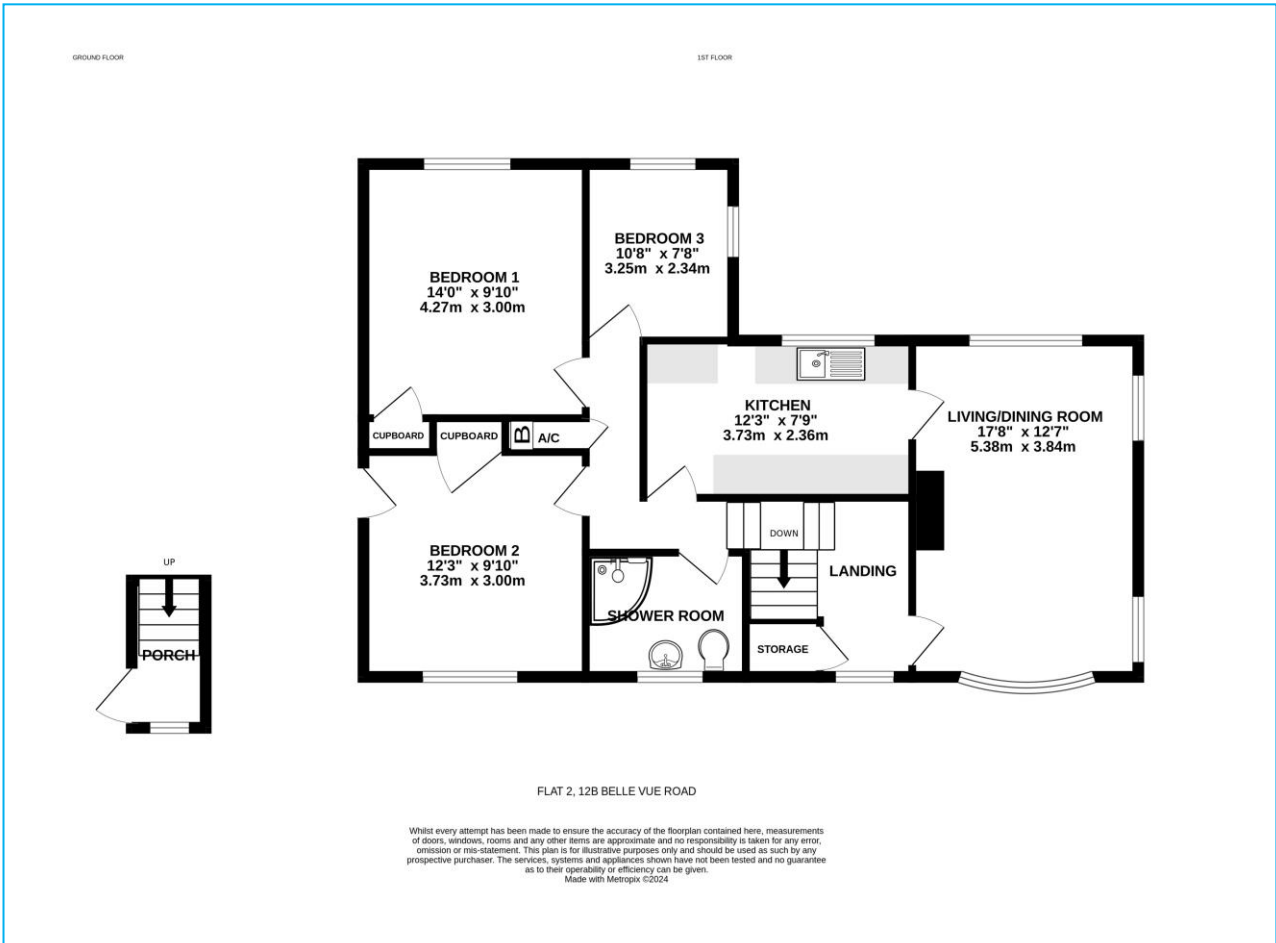 GROUND FLOOR
1ST FLOOR
BEDROOM 1
14'0" x 9'10"
4.27m x 3.00m
BEDROOM 3
10'8" x 7'8"
3.25m x 2.34m
KITCHEN
12'3" x 7'9"
3.73m x 2.36m
LIVING/DINING ROOM
17'8" x 12'7"
5.38m x 3.84m
CUPBOARD
CUPBOARD
B
A/C
BEDROOM 2
12'3" x 9'10"
3.73m x 3.00m
DOWN
LANDING
SHOWER ROOM
STORAGE
UP
PORCH
FLAT 2, 12B BELLE VUE ROAD
Whilst every attempt has been made to ensure the accuracy of the floorplan contained here, measurements
of doors, windows, rooms and any other items are approximate and no responsibility is taken for any error,
omission or mis-statement. This plan is for illustrative purposes only and should be used as such by any
prospective purchaser. The services, systems and appliances shown have not been tested and no guarantee
as to their operability or efficiency can be given.
Made with Metropix ©2024